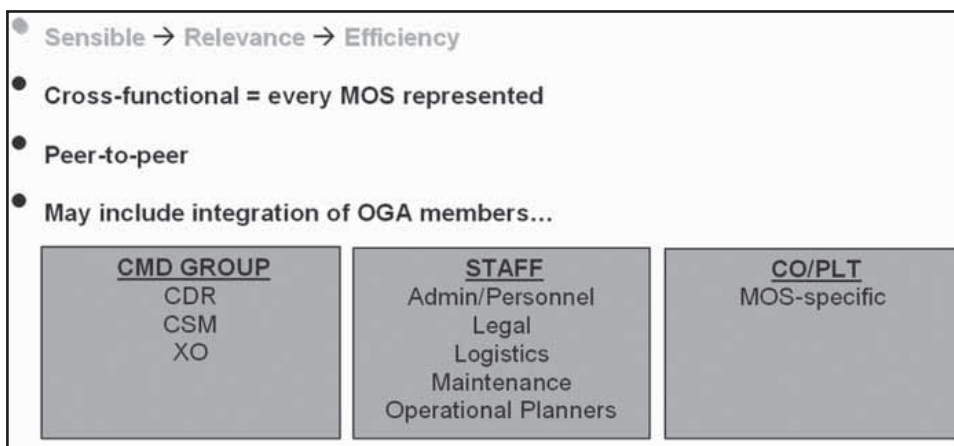 • Sensible → Relevance → Efficiency
• Cross-functional = every MOS represented
• Peer-to-peer
• May include integration of OGA members…
CMD GROUP
CDR
CSM
XO
STAFF
Admin/Personnel
Legal
Logistics
Maintenance
Operational Planners
CO/PLT
MOS-specific